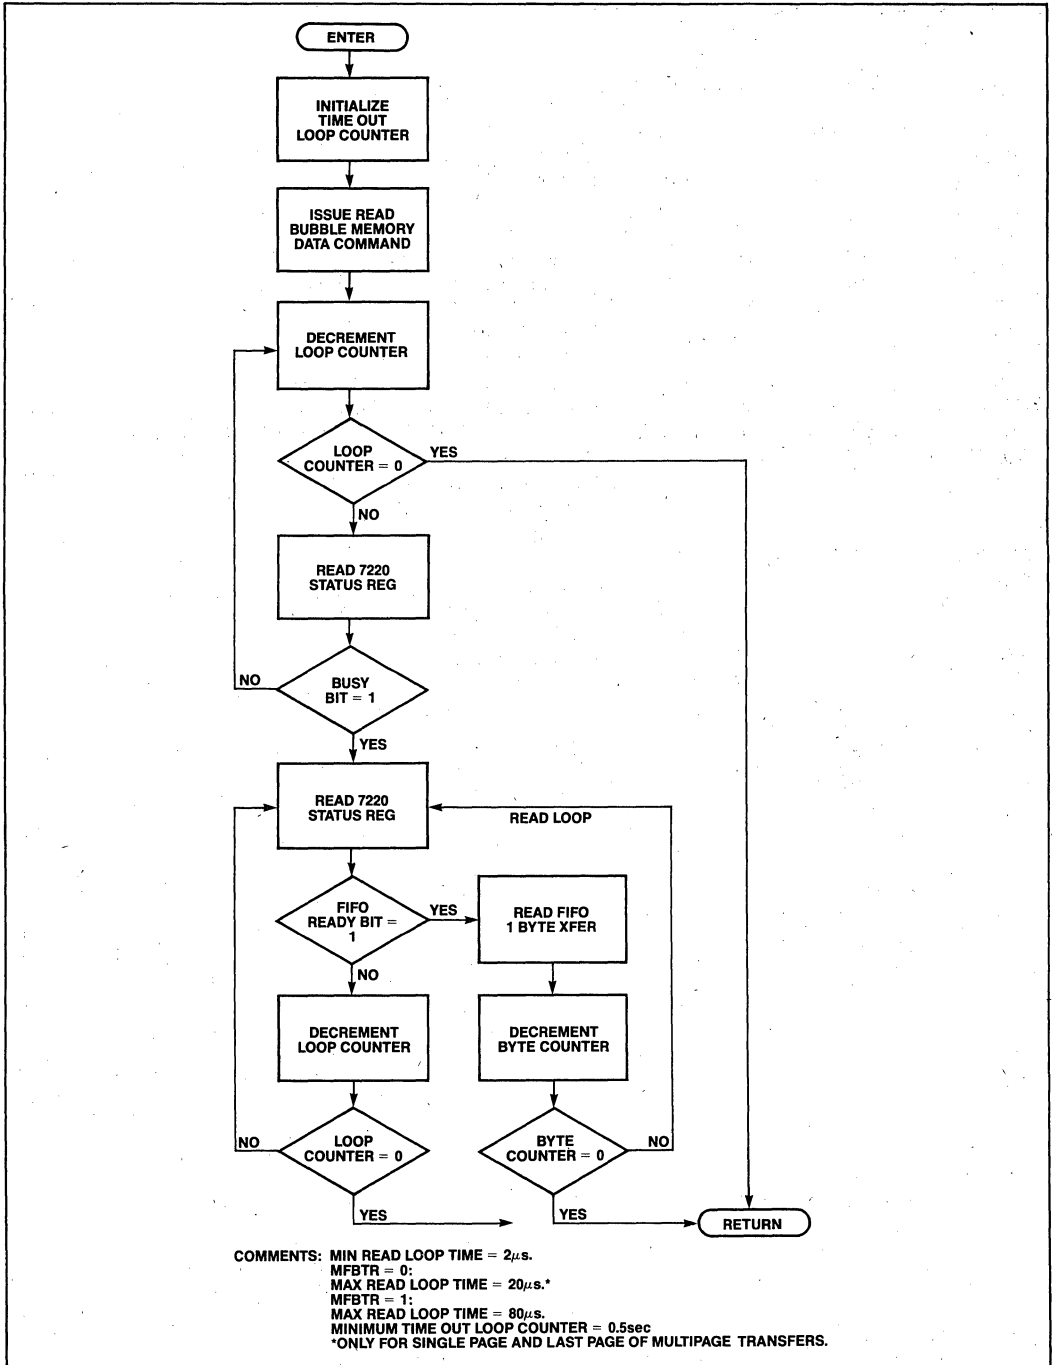 ENTER
INITIALIZE
TIME OUT
LOOP COUNTER
ISSUE READ
BUBBLE MEMORY
DATA COMMAND
DECREMENT
LOOP COUNTER
LOOP
COUNTER = 0
YES
NO
READ 7220
STATUS REG
BUSY
BIT = 1
NO
YES
READ 7220
STATUS REG
READ LOOP
FIFO
READY BIT =
1
YES
READ FIFO
1 BYTE XFER
NO
DECREMENT
LOOP COUNTER
DECREMENT
BYTE COUNTER
LOOP
COUNTER = 0
NO
BYTE
COUNTER = 0
NO
YES
YES
RETURN
COMMENTS: MIN READ LOOP TIME = 2μs.
MFBTR = 0:
MAX READ LOOP TIME = 20μs.*
MFBTR = 1:
MAX READ LOOP TIME = 80μs.
MINIMUM TIME OUT LOOP COUNTER = 0.5sec
*ONLY FOR SINGLE PAGE AND LAST PAGE OF MULTIPAGE TRANSFERS.